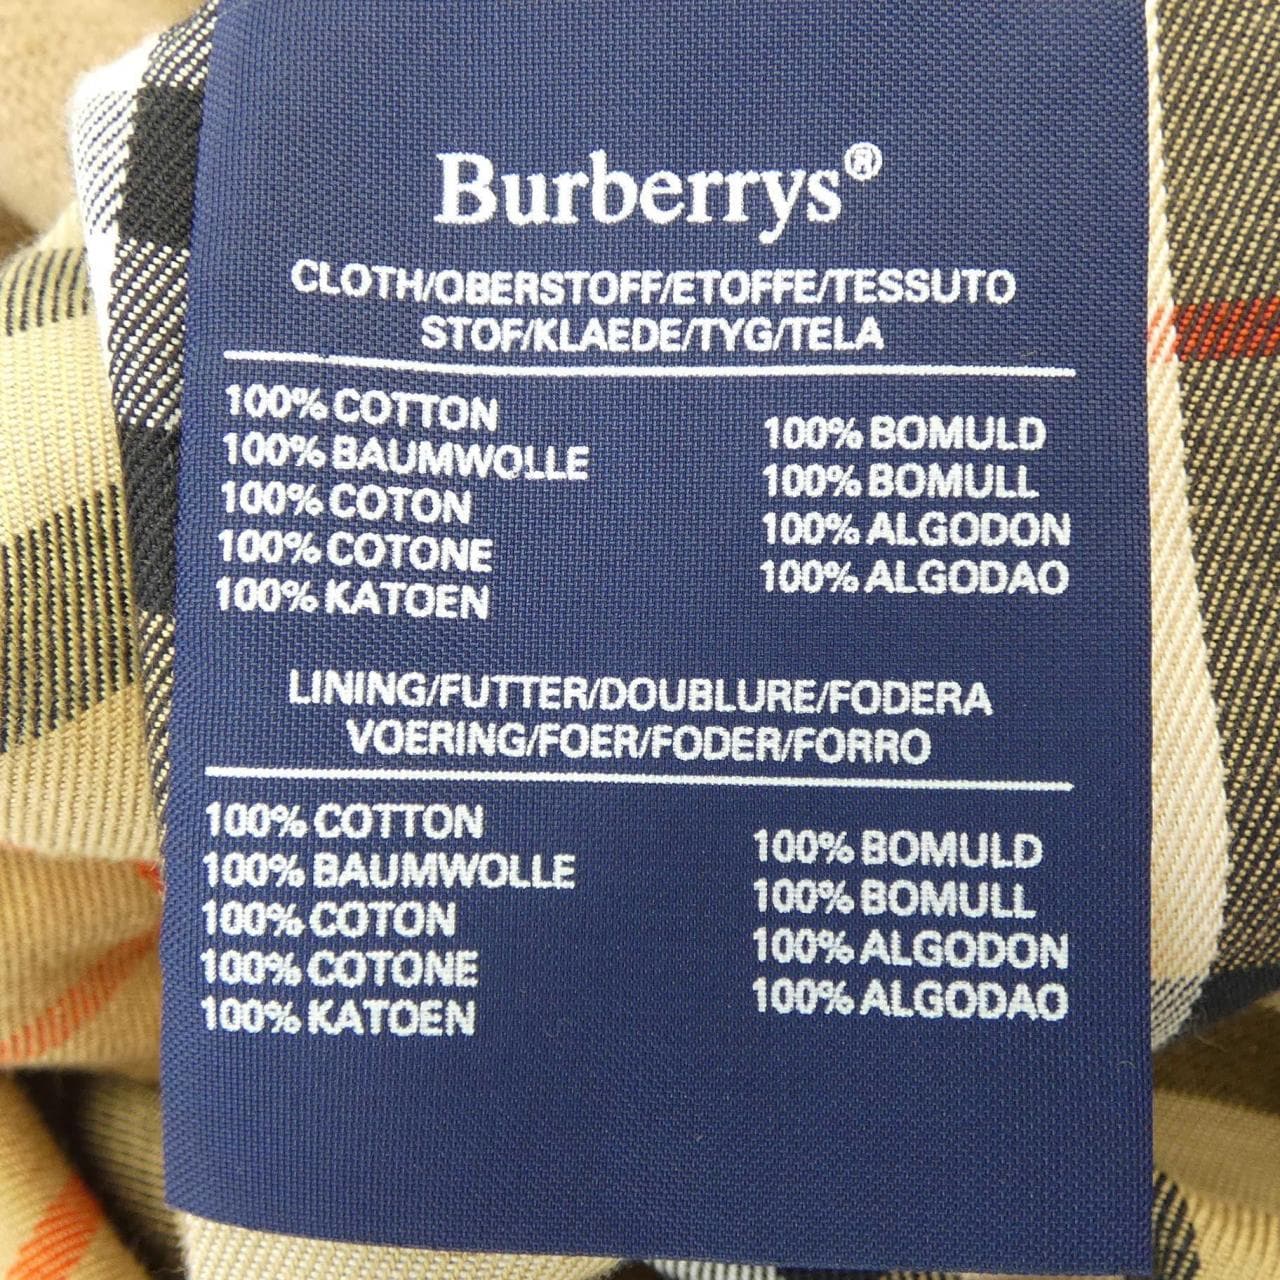 Burberrys®
CLOTH/OBERSTOFF/ETOFFE/TESSUTO
STOF/KLAEDE/TYG/TELA
100% COTTON
100% BAUMWOLLE
100% COTON
100% COTONE
100% KATOEN
100% BOMULD
100% BOMULL
100% ALGODON
100% ALGODAO
LINING/FUTTER/DOUBLURE/FODERA
VOERING/FOER/FODER/FORRO
100% COTTON
100% BAUMWOLLE
100% COTON
100% COTONE
100% KATOEN
100% BOMULD
100% BOMULL
100% ALGODON
100% ALGODAO